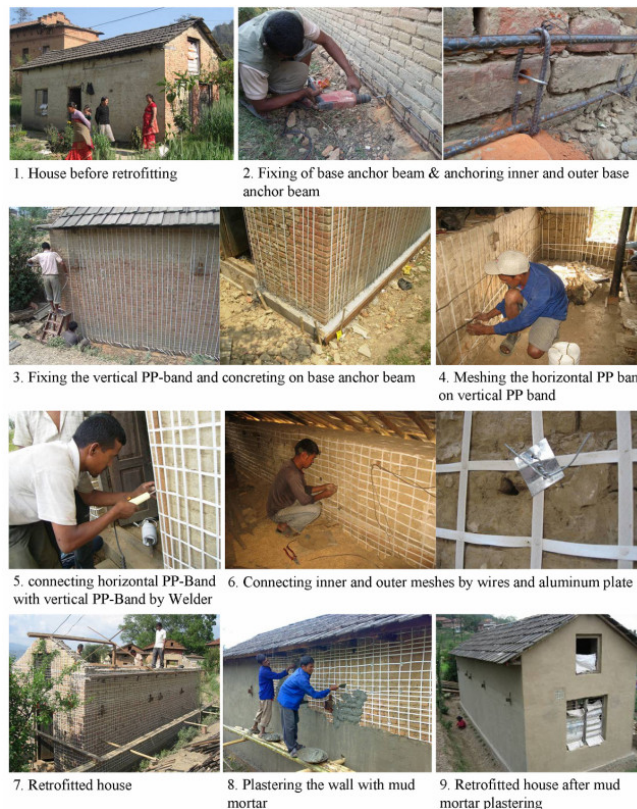 1. House before retrofitting
2. Fixing of base anchor beam & anchoring inner and outer base
anchor beam
3. Fixing the vertical PP-band and concreting on base anchor beam
4. Meshing the horizontal PP ban
on vertical PP band
5. connecting horizontal PP-Band
with vertical PP-Band by Welder
6. Connecting inner and outer meshes by wires and aluminum plate
7. Retrofitted house
8. Plastering the wall with mud
mortar
9. Retrofitted house after mud
mortar plastering